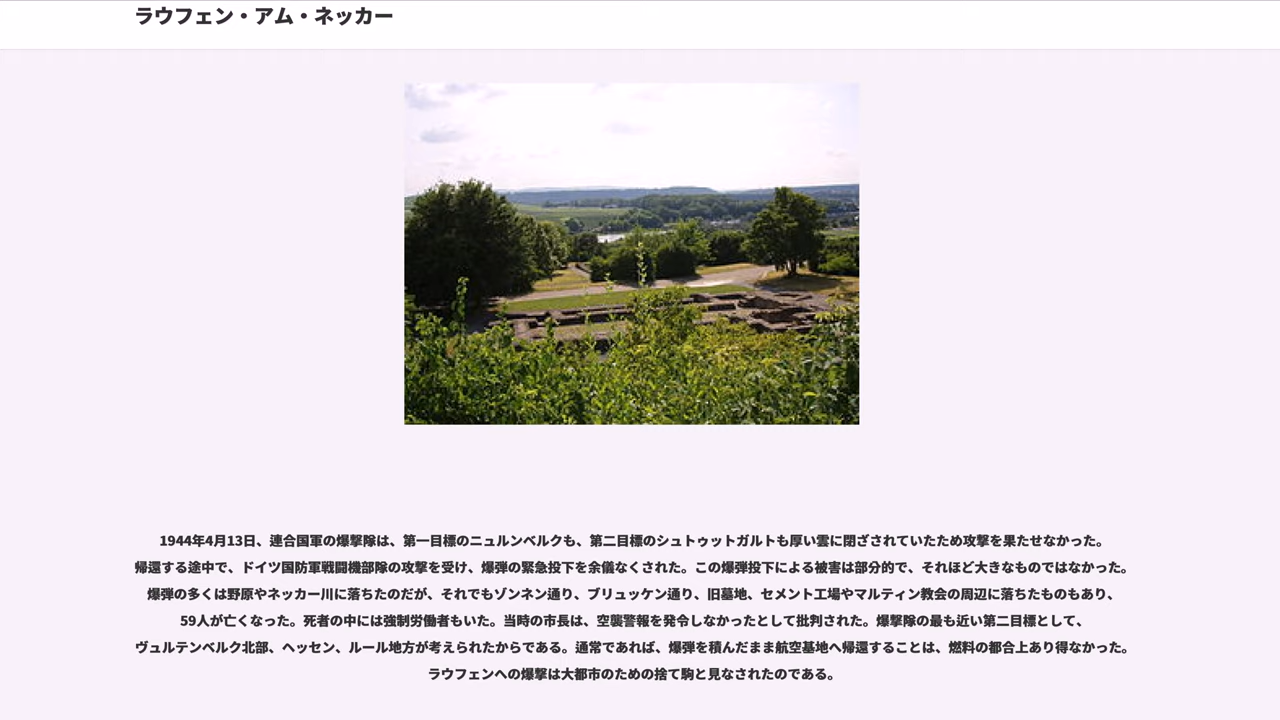 ラウフェン・アム・ネッカー
1944年4月13日、連合国軍の爆撃隊は、第一目標のニュルンベルクも、第二目標のシュトゥットガルトも厚い雲に閉ざされていたため攻撃を果たせなかった。
帰還する途中で、ドイツ国防軍戦闘機部隊の攻撃を受け、爆弾の緊急投下を余儀なくされた。この爆弾投下による被害は部分的で、それほど大きなものではなかった。
爆弾の多くは野原やネッカー川に落ちたのだが、それでもゾンネン通り、ブリュッケン通り、旧墓地、セメント工場やマルティン教会の周辺に落ちたものもあり、
59人が亡くなった。死者の中には強制労働者もいた。当時の市長は、空襲警報を発令しなかったとして批判された。爆撃隊の最も近い第二目標として、
ヴュルテンベルク北部、ヘッセン、ルール地方が考えられたからである。通常であれば、爆弾を積んだまま航空基地へ帰還することは、燃料の都合上あり得なかった。
ラウフェンへの爆撃は大都市のための捨て駒と見なされたのである。